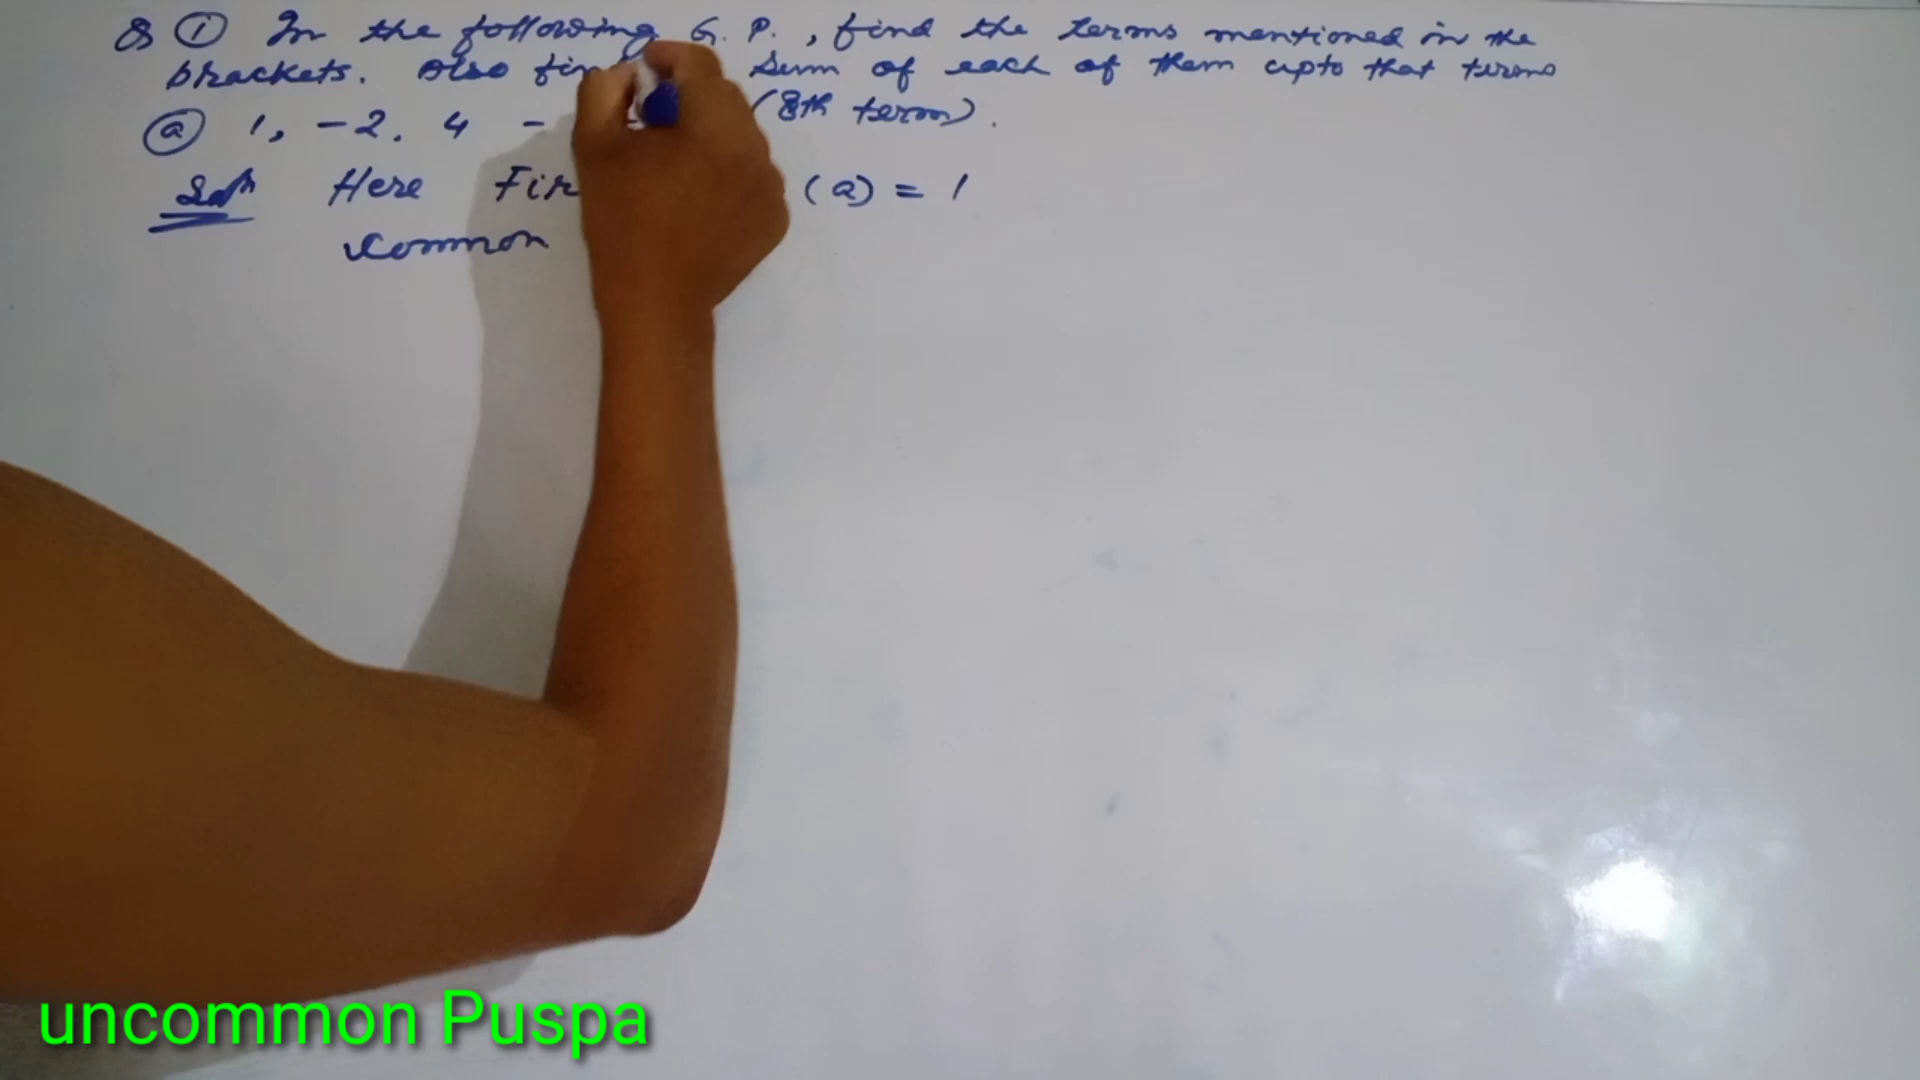 Q ① In the following G. P. , find the terms mentioned in the
brackets. Also find sum of each of them upto that terms
ⓐ 1, -2. 4 - (8th term).
Soln Here Fir (a) = 1
Common
uncommon Puspa